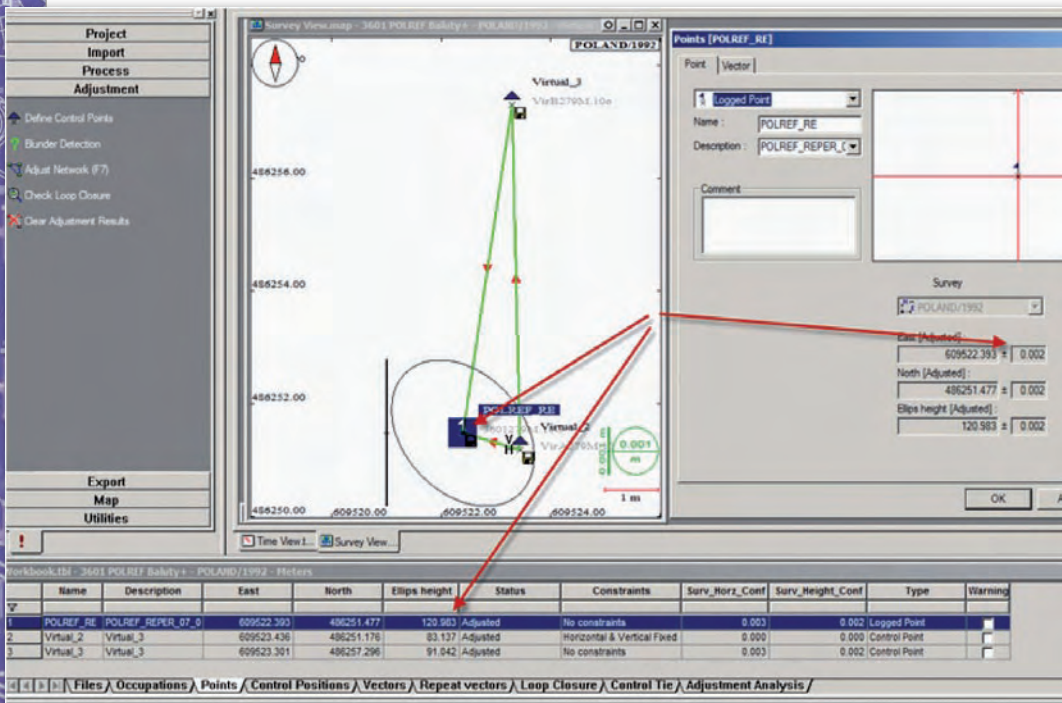 Project
Import
Process
Adjustment
Define Control Points
Blunder Detection
Adjust Network (F7)
Check Loop Closure
Clear Adjustment Results
Export
Map
Utilities
Survey View.map - 3601 POLREF Baluty+ - POLAND/1992 - Meters
POLAND/1992
Virtual_3
486256.00
486254.00
486252.00
POLREF_RE
Virtual_2
0.001
m
1 m
486250.00 609520.00 609522.00 609524.00
Time View.t... Survey View...
Points [POLREF_RE]
Point Vector
Logged Point
Name : POLREF_RE
Description : POLREF_REPER_
Comment
Survey
POLAND/1992
East [Adjusted] :
609522.393 ± 0.002
North [Adjusted] :
486251.477 ± 0.002
Ellips height [Adjusted] :
120.983 ± 0.002
OK
Workbook.tbl - 3601 POLREF Baluty+ - POLAND/1992 - Meters
Name Description East North Ellips height Status Constraints Surv_Horz_Conf Surv_Height_Conf Type Warning
1 POLREF_RE POLREF_REPER_07_0 609522.393 486251.477 120.983 Adjusted No constraints 0.003 0.002 Logged Point
2 Virtual_2 Virtual_3 609523.436 486251.176 83.137 Adjusted Horizontal & Vertical Fixed 0.000 0.000 Control Point
3 Virtual_3 Virtual_3 609523.301 486257.296 91.042 Adjusted No constraints 0.003 0.002 Control Point
Files Occupations Points Control Positions Vectors Repeat vectors Loop Closure Control Tie Adjustment Analysis